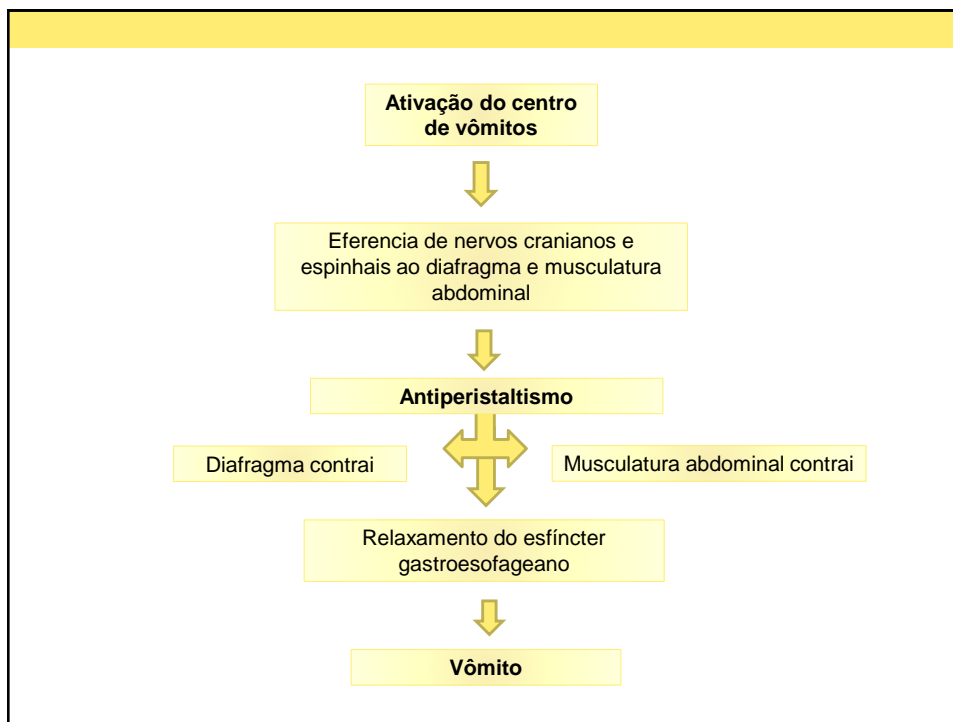 Ativação do centro
de vômitos
Eferencia de nervos cranianos e
espinhais ao diafragma e musculatura
abdominal
Antiperistaltismo
Diafragma contrai
Musculatura abdominal contrai
Relaxamento do esfíncter
gastroesofageano
Vômito